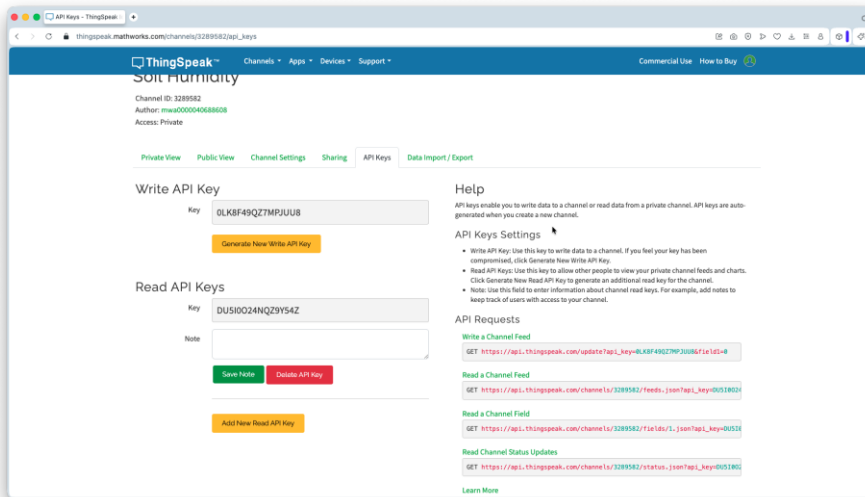 API Keys - ThingSpeak
thingspeak.mathworks.com/channels/3289582/api_keys
ThingSpeak™ Channels Apps Devices Support Commercial Use How to Buy
Soil Humidity
Channel ID: 3289582
Author: mwa0000040688608
Access: Private
Private View Public View Channel Settings Sharing API Keys Data Import / Export
Write API Key
Key 0LK8F49QZ7MPJUU8
Generate New Write API Key
Read API Keys
Key DU5I0O24NQZ9Y54Z
Note
Save Note Delete API Key
Add New Read API Key
Help
API keys enable you to write data to a channel or read data from a private channel. API keys are auto-
generated when you create a new channel.
API Keys Settings
Write API Key: Use this key to write data to a channel. If you feel your key has been
compromised, click Generate New Write API Key.
Read API Keys: Use this key to allow other people to view your private channel feeds and charts.
Click Generate New Read API Key to generate an additional read key for the channel.
Note: Use this field to enter information about channel read keys. For example, add notes to
keep track of users with access to your channel.
API Requests
Write a Channel Feed
GET https://api.thingspeak.com/update?api_key=0LK8F49QZ7MPJUU8&field1=0
Read a Channel Feed
GET https://api.thingspeak.com/channels/3289582/feeds.json?api_key=DU5I0O24
Read a Channel Field
GET https://api.thingspeak.com/channels/3289582/fields/1.json?api_key=DU5I0
Read Channel Status Updates
GET https://api.thingspeak.com/channels/3289582/status.json?api_key=DU5I0O2
Learn More